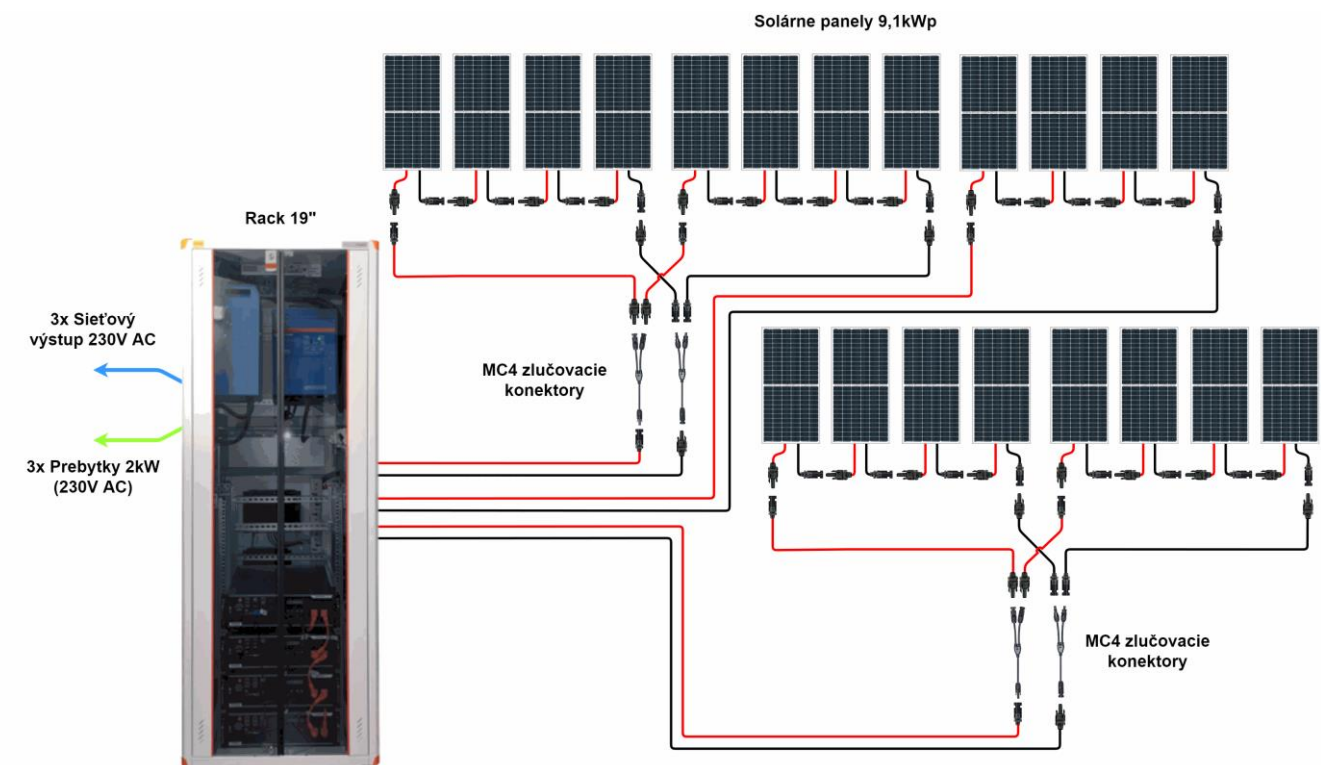 Solárne panely 9,1kWp
Rack 19"
3x Sieťový
výstup 230V AC
MC4 zlučovacie
konektory
3x Prebytky 2kW
(230V AC)
MC4 zlučovacie
konektory